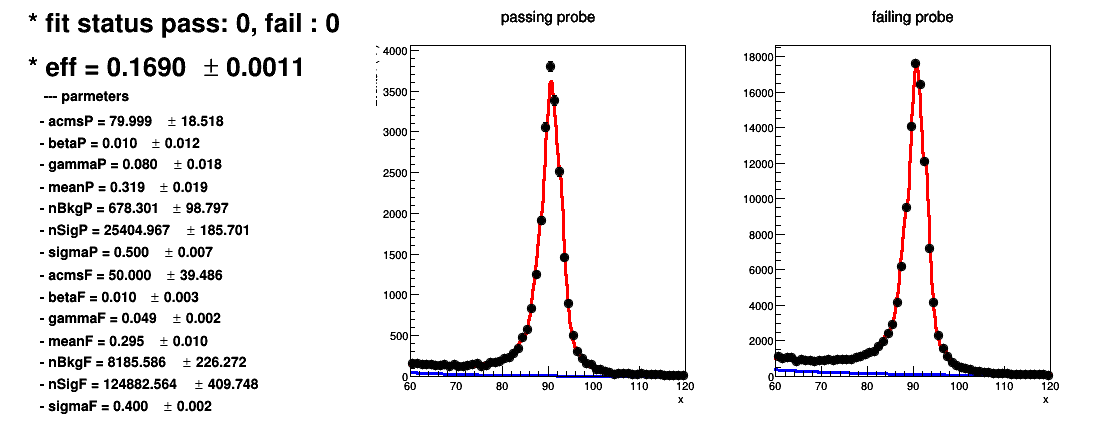 * fit status pass: 0, fail : 0
* eff = 0.1690 ± 0.0011
--- parmeters
- acmsP = 79.999 ± 18.518
- betaP = 0.010 ± 0.012
- gammaP = 0.080 ± 0.018
- meanP = 0.319 ± 0.019
- nBkgP = 678.301 ± 98.797
- nSigP = 25404.967 ± 185.701
- sigmaP = 0.500 ± 0.007
- acmsF = 50.000 ± 39.486
- betaF = 0.010 ± 0.003
- gammaF = 0.049 ± 0.002
- meanF = 0.295 ± 0.010
- nBkgF = 8185.586 ± 226.272
- nSigF = 124882.564 ± 409.748
- sigmaF = 0.400 ± 0.002
passing probe
4000
3500
3000
2500
2000
1500
1000
500
0
60 70 80 90 100 110 120
x
failing probe
18000
16000
14000
12000
10000
8000
6000
4000
2000
0
60 70 80 90 100 110 120
x